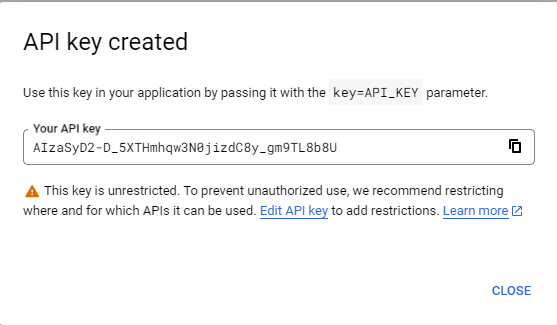 API key created
Use this key in your application by passing it with the key=API_KEY parameter.
Your API key
AIzaSyD2-D_5XTHmhqw3N0jizdC8y_gm9TL8b8U
This key is unrestricted. To prevent unauthorized use, we recommend restricting
where and for which APIs it can be used. Edit API key to add restrictions. Learn more
CLOSE